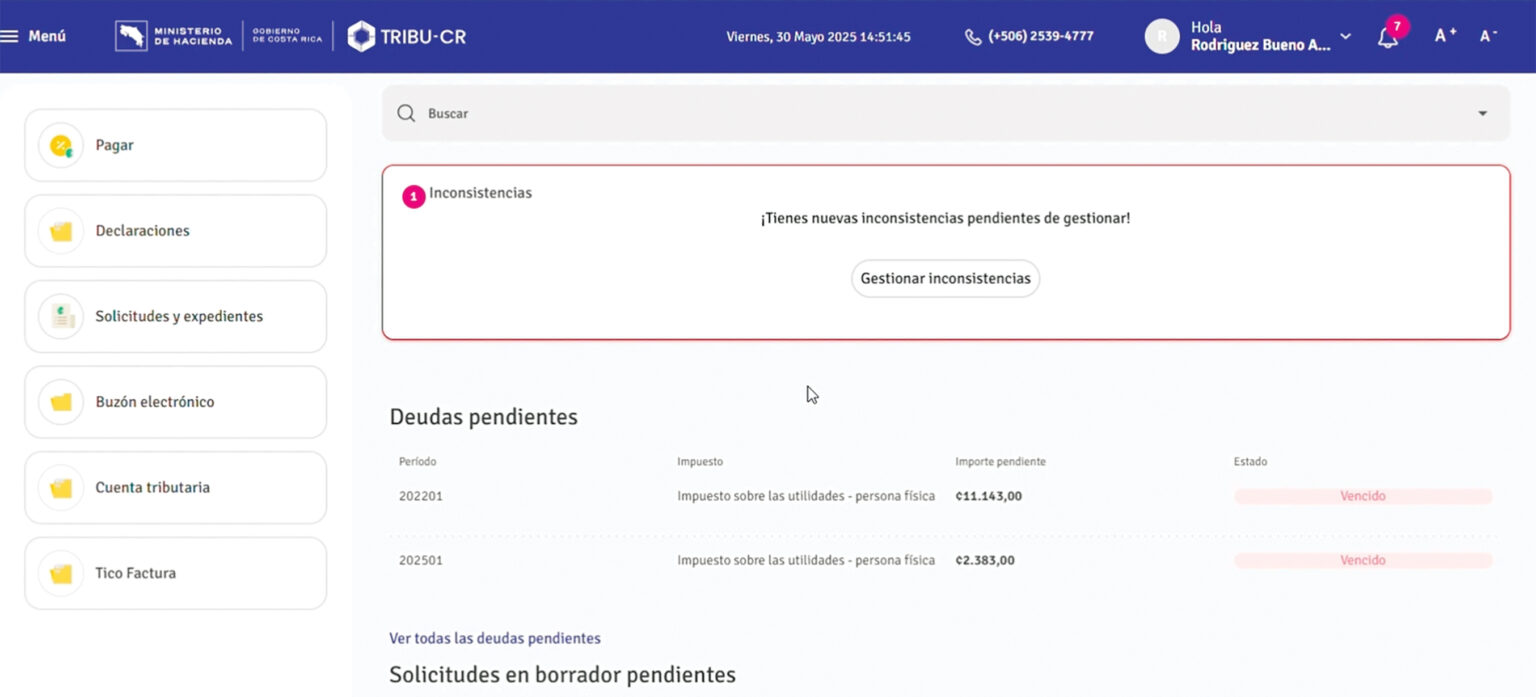 Menú
MINISTERIO
DE HACIENDA
GOBIERNO
DE COSTA RICA
TRIBU-CR
Viernes, 30 Mayo 2025 14:51:45
(+506) 2539-4777
R
Hola
Rodriguez Bueno A...
7
A+
A-
Pagar
Declaraciones
Solicitudes y expedientes
Buzón electrónico
Cuenta tributaria
Tico Factura
Buscar
1 Inconsistencias
¡Tienes nuevas inconsistencias pendientes de gestionar!
Gestionar inconsistencias
Deudas pendientes
Período Impuesto Importe pendiente Estado
202201 Impuesto sobre las utilidades - persona física ¢11.143,00 Vencido
202501 Impuesto sobre las utilidades - persona física ¢2.383,00 Vencido
Ver todas las deudas pendientes
Solicitudes en borrador pendientes